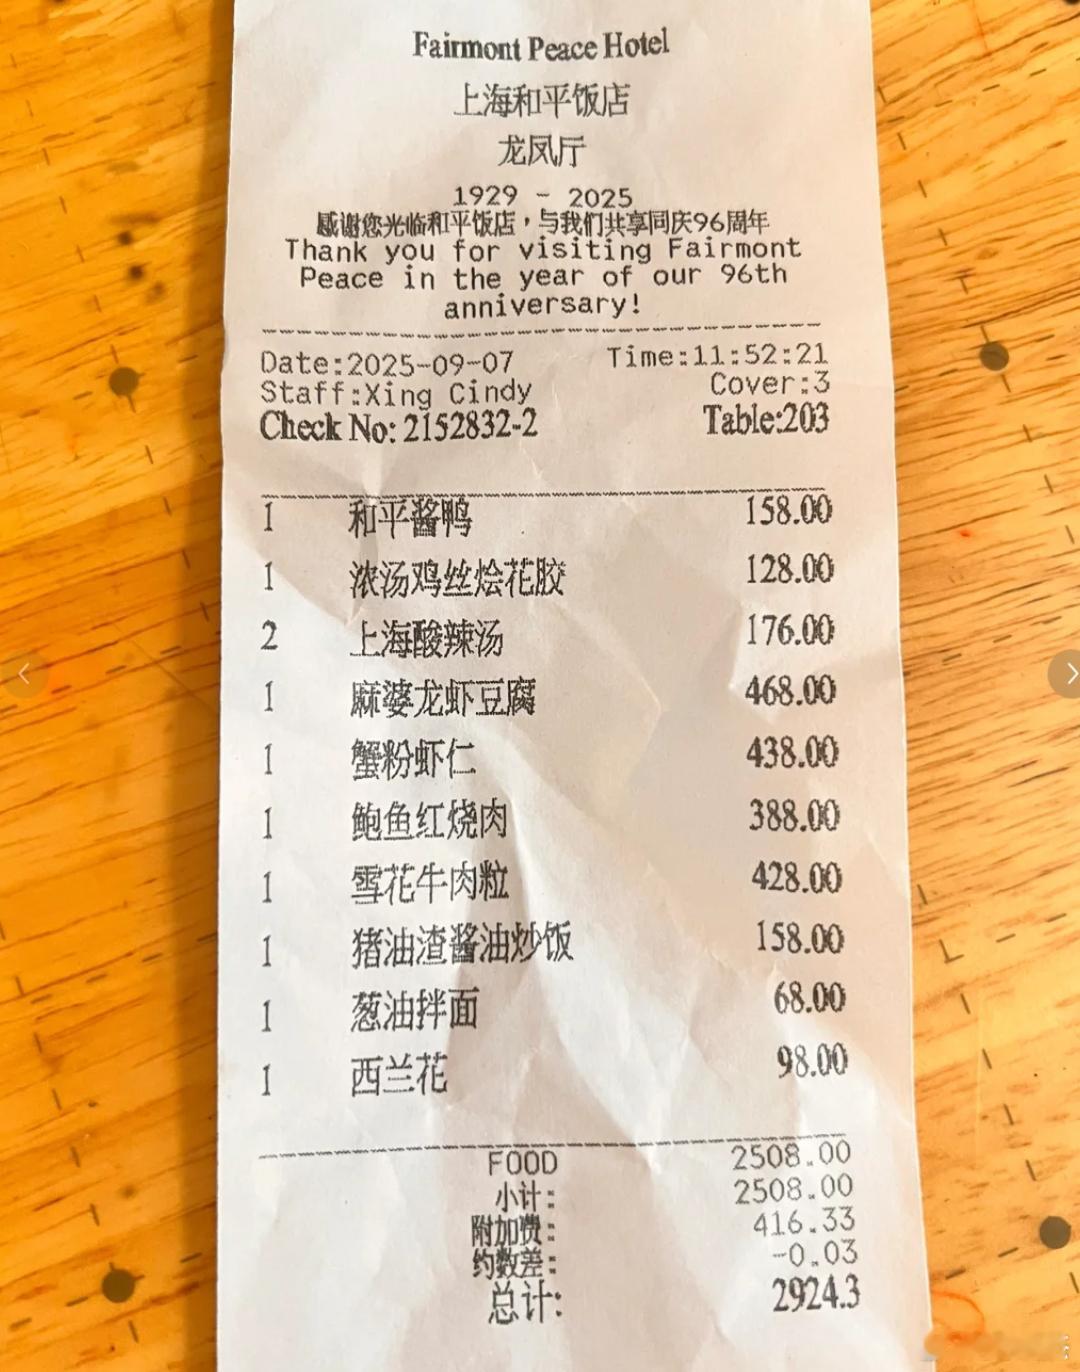 Fairmont Peace Hotel
上海和平饭店
龙凤厅
1929 - 2025
感谢您光临和平饭店，与我们共享同庆96周年
Thank you for visiting Fairmont
Peace in the year of our 96th
anniversary!
Date:2025-09-07 Time:11:52:21
Staff:Xing Cindy Cover:3
Check No: 2152832-2 Table:203
1 和平酱鸭 158.00
1 浓汤鸡丝烩花胶 128.00
2 上海酸辣汤 176.00
1 麻婆龙虾豆腐 468.00
1 蟹粉虾仁 438.00
1 鲍鱼红烧肉 388.00
1 雪花牛肉粒 428.00
1 猪油渣酱油炒饭 158.00
1 葱油拌面 68.00
1 西兰花 98.00
FOOD 2508.00
小计: 2508.00
附加费: 416.33
约数差: -0.03
总计: 2924.3